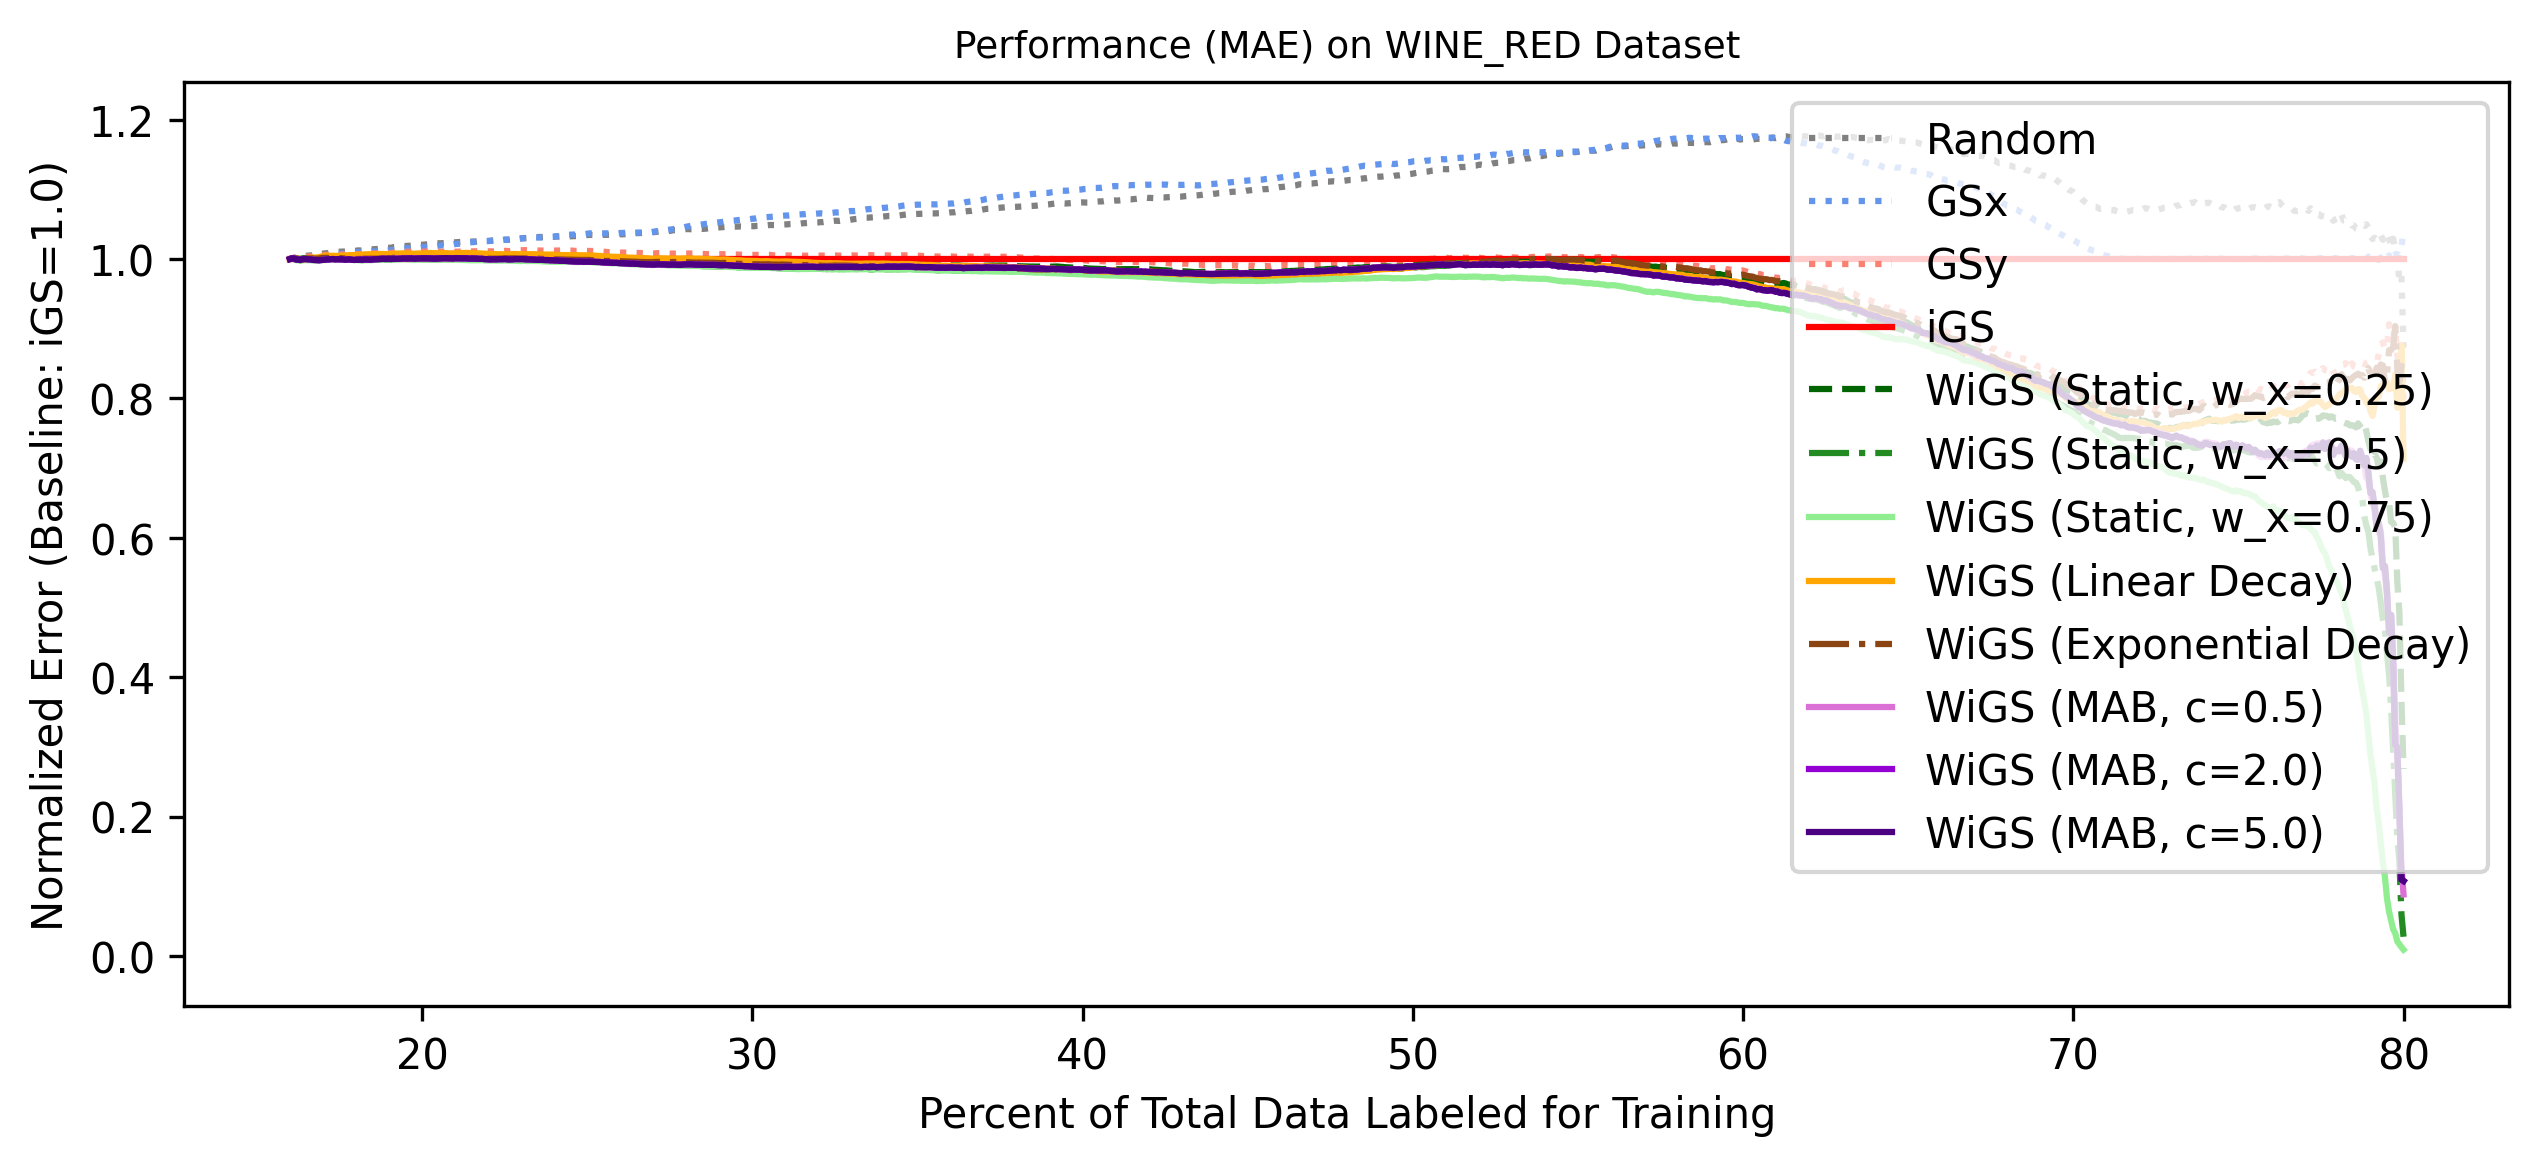 Performance (MAE) on WINE_RED Dataset
Normalized Error (Baseline: iGS=1.0)
1.2
1.0
0.8
0.6
0.4
0.2
0.0
Random
GSx
GSy
iGS
WiGS (Static, w_x=0.25)
WiGS (Static, w_x=0.5)
WiGS (Static, w_x=0.75)
WiGS (Linear Decay)
WiGS (Exponential Decay)
WiGS (MAB, c=0.5)
WiGS (MAB, c=2.0)
WiGS (MAB, c=5.0)
20 30 40 50 60 70 80
Percent of Total Data Labeled for Training